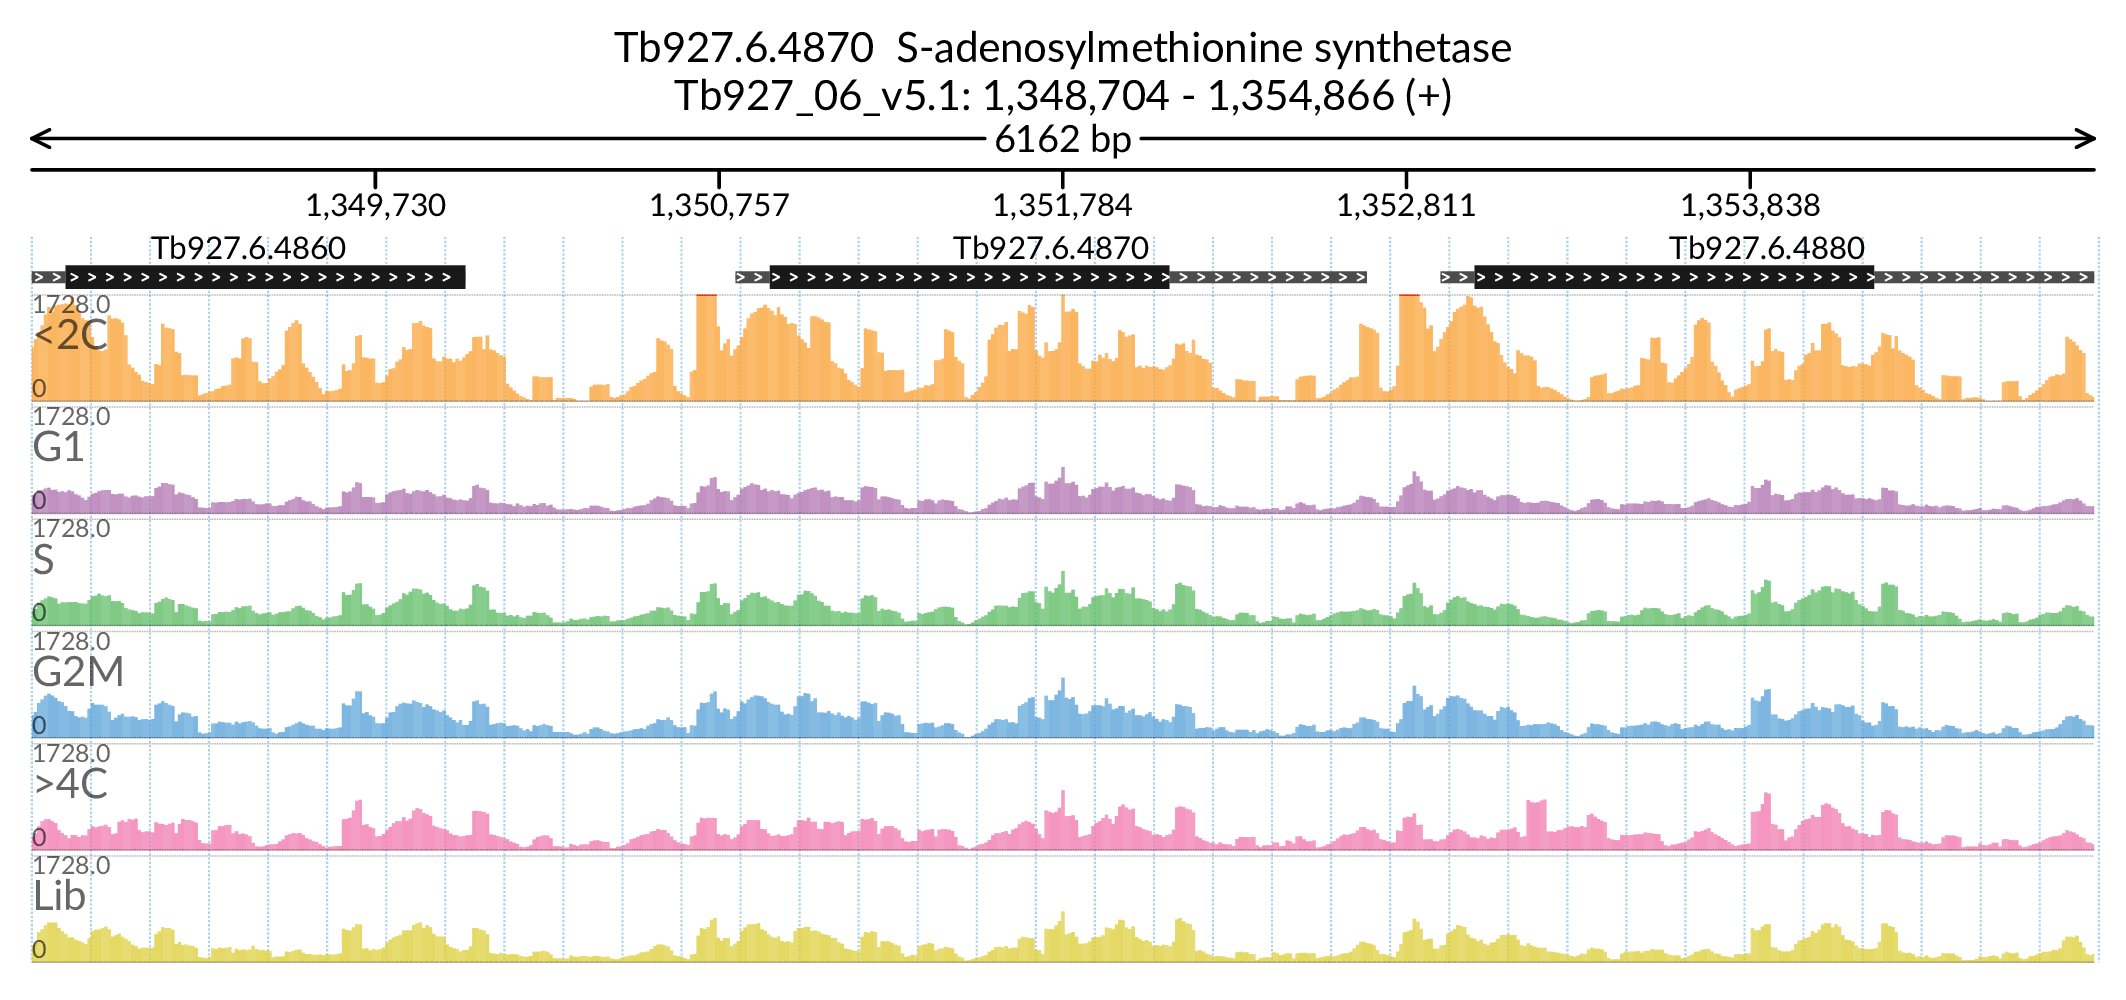 Tb927.6.4870 S-adenosylmethionine synthetase
Tb927_06_v5.1: 1,348,704 - 1,354,866 (+)
6162 bp
1,349,730 1,350,757 1,351,784 1,352,811 1,353,838
Tb927.6.4860 Tb927.6.4870 Tb927.6.4880
1728.0
<2C
0
1728.0
G1
0
1728.0
S
0
1728.0
G2M
0
1728.0
>4C
0
1728.0
Lib
0